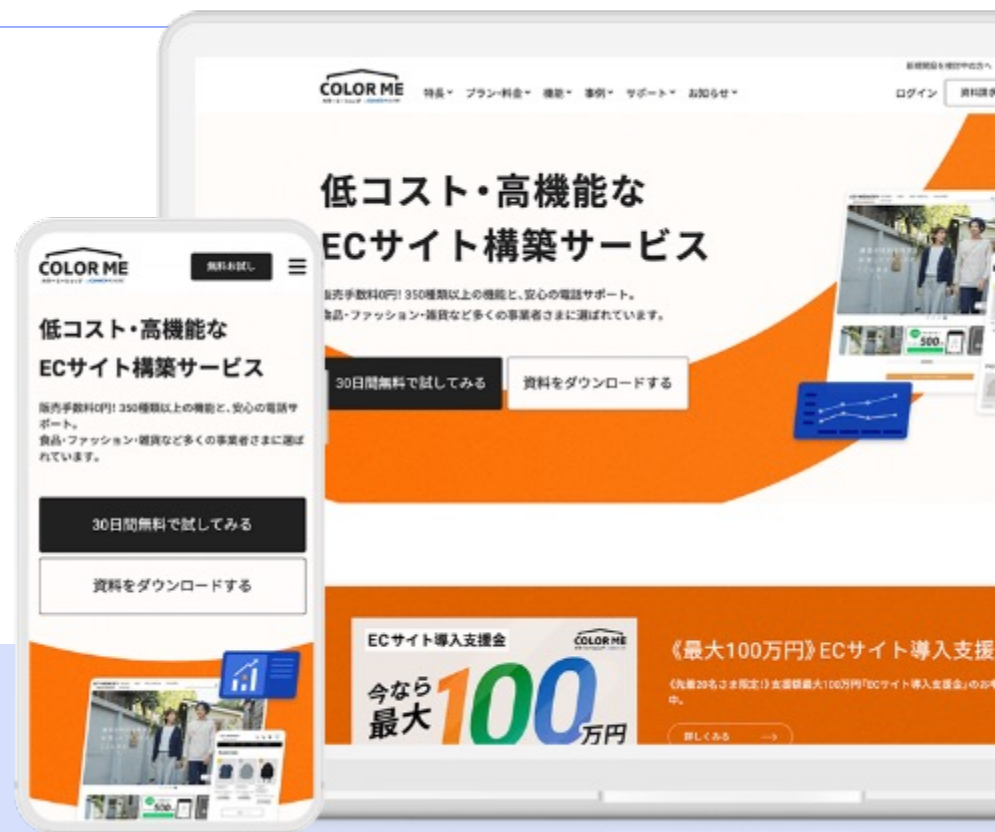 COLOR ME
特長
プラン・料金
機能
事例
サポート
お知らせ
ログイン
低コスト・高機能な
ECサイト構築サービス
販売手数料0円! 350種類以上の機能と、安心の電話サポート。
食品・ファッション・雑貨など多くの事業者さまに選ばれています。
30日間無料で試してみる
資料をダウンロードする
500
ECサイト導入支援金
COLOR ME
今なら
最大
100
万円
《最大100万円》ECサイト導入支援
詳しくみる
COLOR ME
無料お試し
低コスト・高機能な
ECサイト構築サービス
販売手数料0円! 350種類以上の機能と、安心の電話サ
ポート。
食品・ファッション・雑貨など多くの事業者さまに選ば
れています。
30日間無料で試してみる
資料をダウンロードする
500